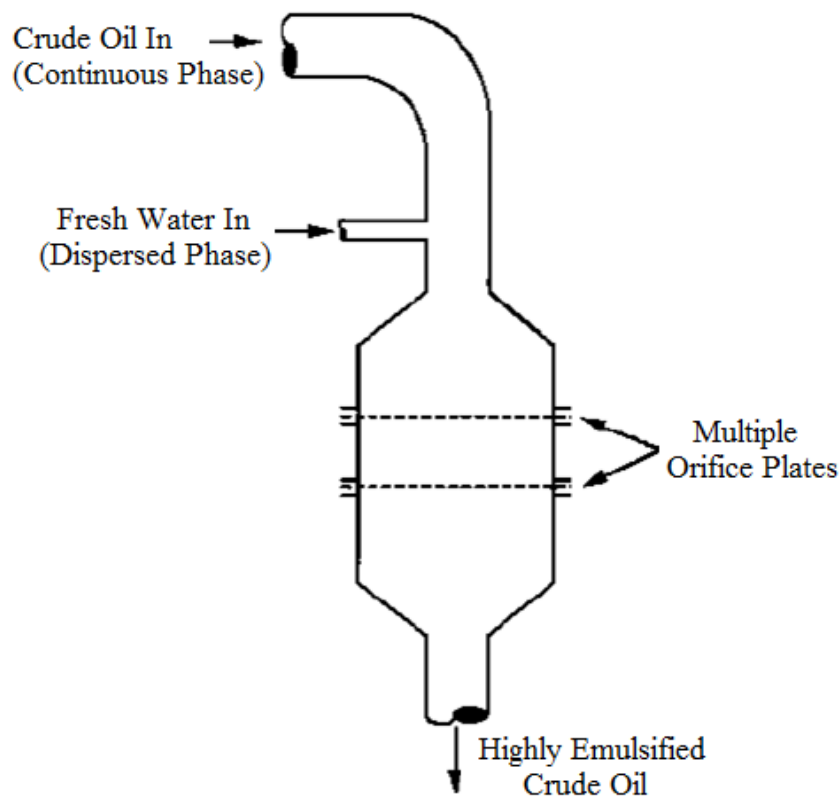 Crude Oil In
(Continuous Phase)
Fresh Water In
(Dispersed Phase)
Multiple
Orifice Plates
Highly Emulsified
Crude Oil